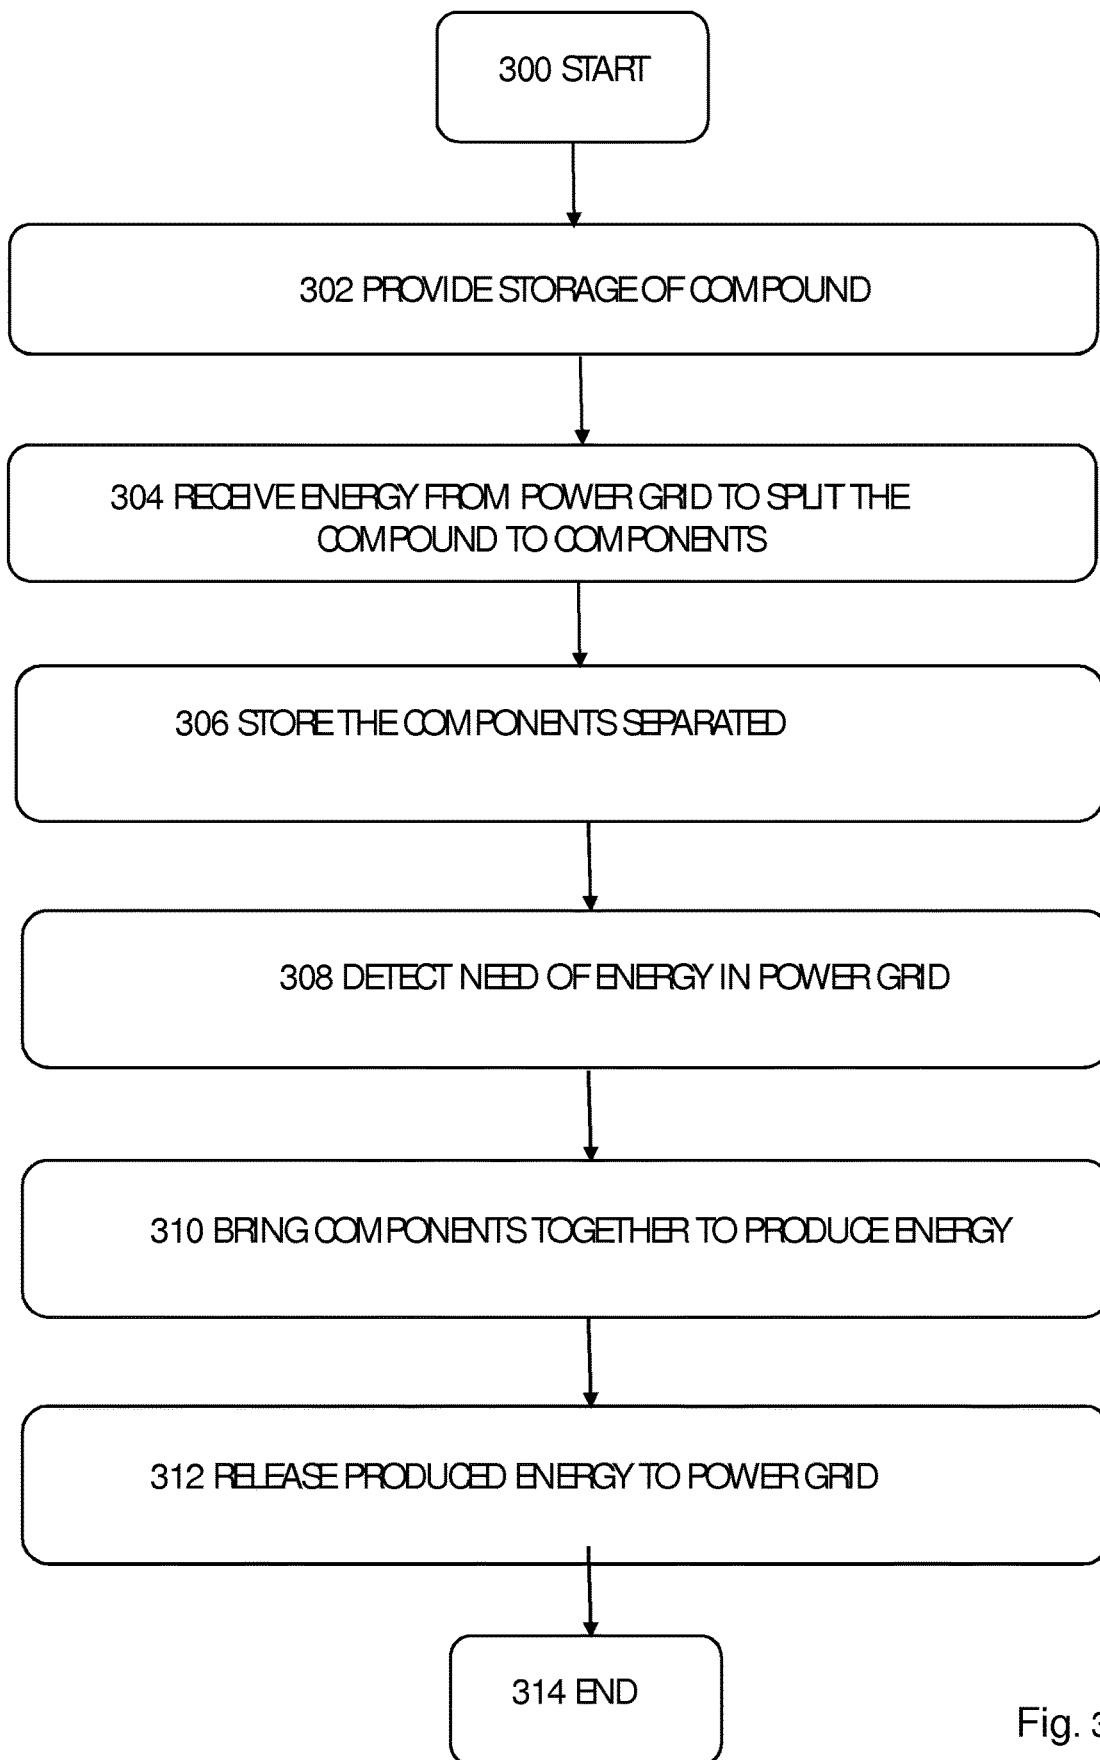 300 START
302 PROVIDE STORAGE OF COMPOUND
304 RECEIVE ENERGY FROM POWER GRID TO SPLIT THE
COMPOUND TO COMPONENTS
306 STORE THE COMPONENTS SEPARATED
308 DETECT NEED OF ENERGY IN POWER GRID
310 BRING COMPONENTS TOGETHER TO PRODUCE ENERGY
312 RELEASE PRODUCED ENERGY TO POWER GRID
314 END
Fig. 3